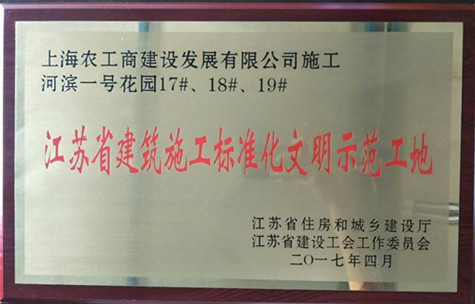 上海农工商建设发展有限公司施工
河滨一号花园17#、18#、19#
江苏省建筑施工标准化文明示范工地
江苏省住房和城乡建设厅
江苏省建设工会工作委员会
二〇一七年四月